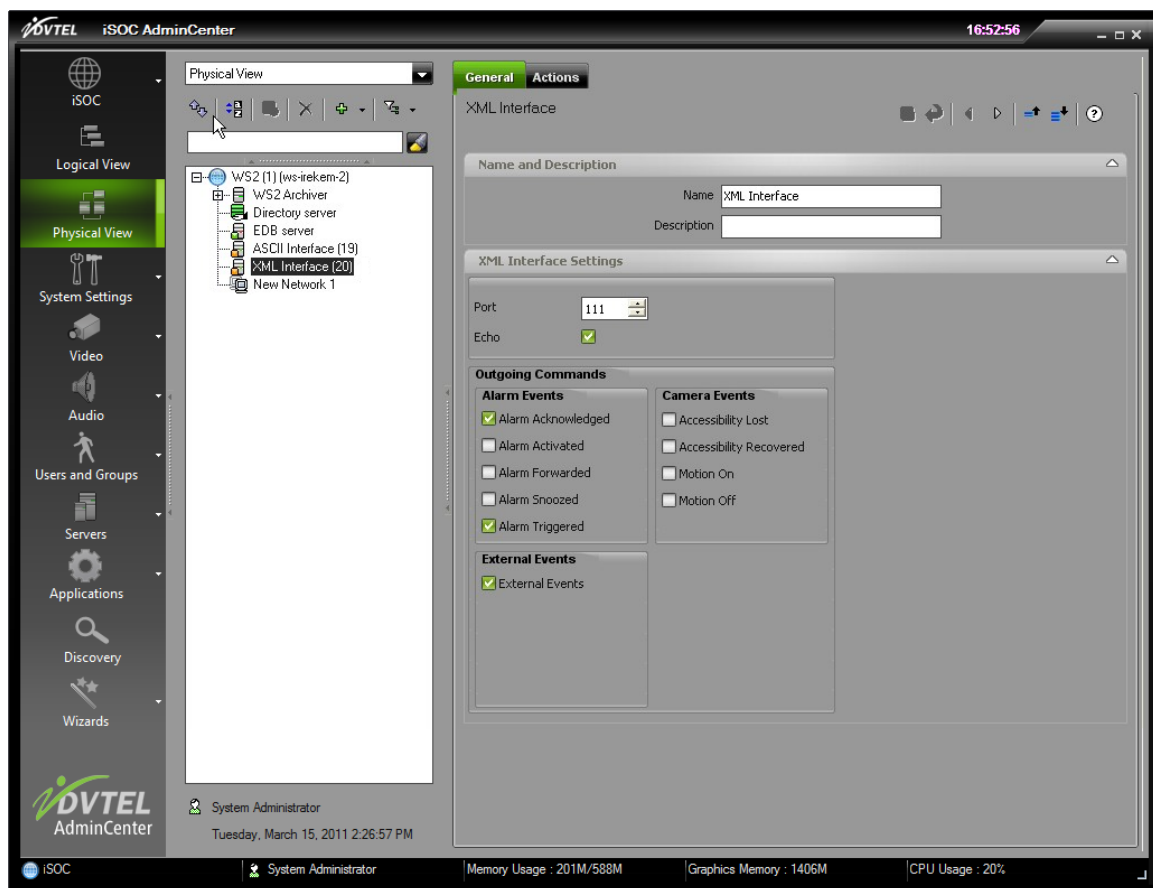 DVTEL iSOC AdminCenter 16:52:56
iSOC
Logical View
Physical View
System Settings
Video
Audio
Users and Groups
Servers
Applications
Discovery
Wizards
DVTEL
AdminCenter
Physical View
WS2 (1) (ws-irekem-2)
WS2 Archiver
Directory server
EDB server
ASCII Interface (19)
XML Interface (20)
New Network 1
System Administrator
Tuesday, March 15, 2011 2:26:57 PM
General Actions
XML Interface
Name and Description
Name XML Interface
Description
XML Interface Settings
Port 111
Echo
Outgoing Commands
Alarm Events
Alarm Acknowledged
Alarm Activated
Alarm Forwarded
Alarm Snoozed
Alarm Triggered
Camera Events
Accessibility Lost
Accessibility Recovered
Motion On
Motion Off
External Events
External Events
iSOC System Administrator Memory Usage : 201M/588M Graphics Memory : 1406M CPU Usage : 20%